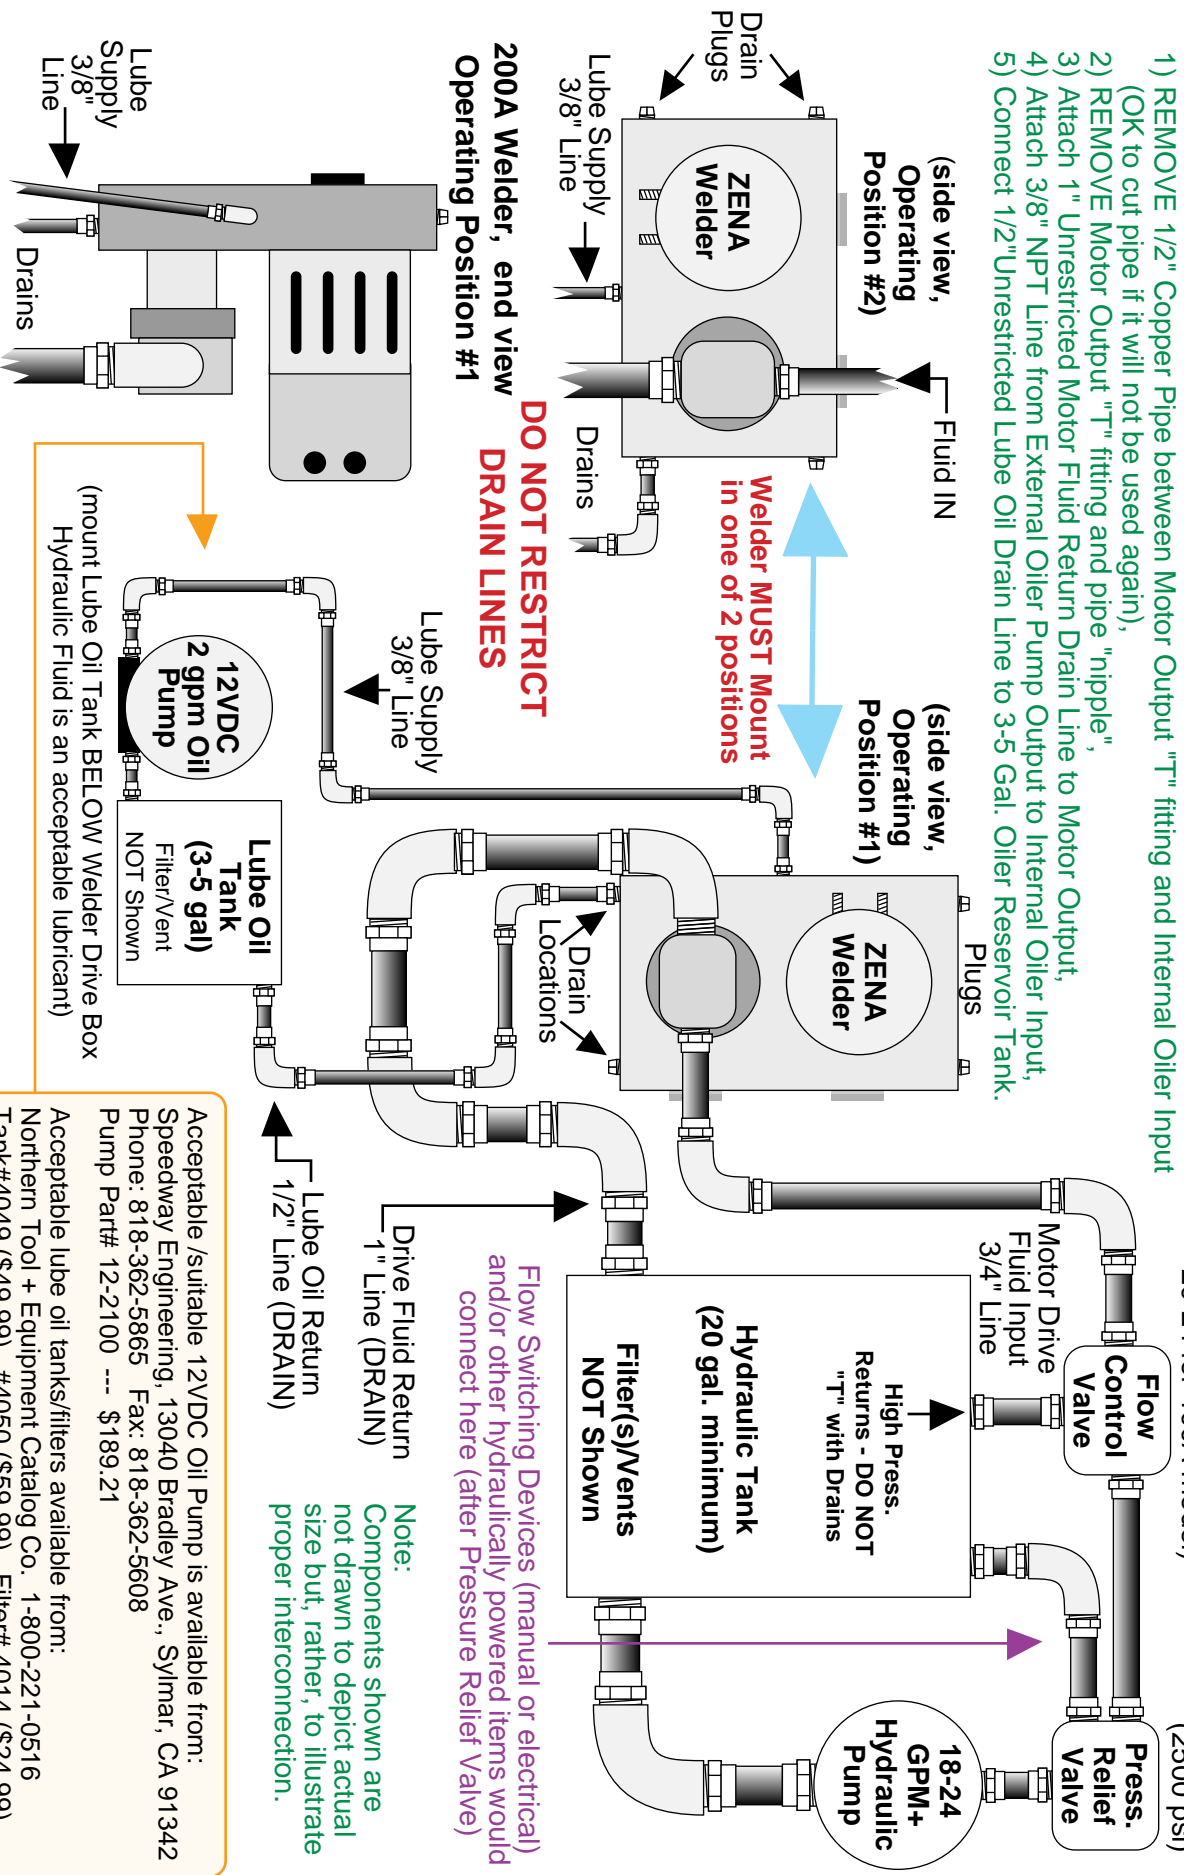 1) REMOVE 1/2" Copper Pipe between Motor Output "T" fitting and Internal Oiler Input
(OK to cut pipe if it will not be used again),
2) REMOVE Motor Output "T" fitting and pipe "nipple",
3) Attach 1" Unrestricted Motor Fluid Return Drain Line to Motor Output,
4) Attach 3/8" NPT Line from External Oiler Pump Output to Internal Oiler Input,
5) Connect 1/2"Unrestricted Lube Oil Drain Line to 3-5 Gal. Oiler Reservoir Tank.
(side view,
Operating
Position #2)
Drain
Plugs
ZENA
Welder
Lube Supply
3/8" Line
Fluid IN
Drains
Welder MUST Mount
in one of 2 positions
(side view,
Operating
Position #1)
Plugs
ZENA
Welder
Drain
Locations
200A Welder, end view
Operating Position #1
DO NOT RESTRICT
DRAIN LINES
Lube
Supply
3/8"
Line
Drains
Lube Supply
3/8" Line
12VDC
2 gpm Oil
Pump
Lube Oil
Tank
(3-5 gal)
Filter/Vent
NOT Shown
(mount Lube Oil Tank BELOW Welder Drive Box
Hydraulic Fluid is an acceptable lubricant)
Motor Drive
Fluid Input
3/4" Line
Flow
Control
Valve
(2500 psi)
Press.
Relief
Valve
High Press.
Returns - DO NOT
"T" with Drains
Hydraulic Tank
(20 gal. minimum)
Filter(s)/Vents
NOT Shown
18-24
GPM+
Hydraulic
Pump
Flow Switching Devices (manual or electrical)
and/or other hydraulically powered items would
connect here (after Pressure Relief Valve)
Drive Fluid Return
1" Line (DRAIN)
Lube Oil Return
1/2" Line (DRAIN)
Note:
Components shown are
not drawn to depict actual
size but, rather, to illustrate
proper interconnection.
Acceptable /suitable 12VDC Oil Pump is available from:
Speedway Engineering, 13040 Bradley Ave., Sylmar, CA 91342
Phone: 818-362-5865 Fax: 818-362-5608
Pump Part# 12-2100 --- $189.21
Acceptable lube oil tanks/filters available from:
Northern Tool + Equipment Catalog Co. 1-800-221-0516
Tank#4049 ($49.99), #4050 ($59.99), Filter# 4014 ($24.99)